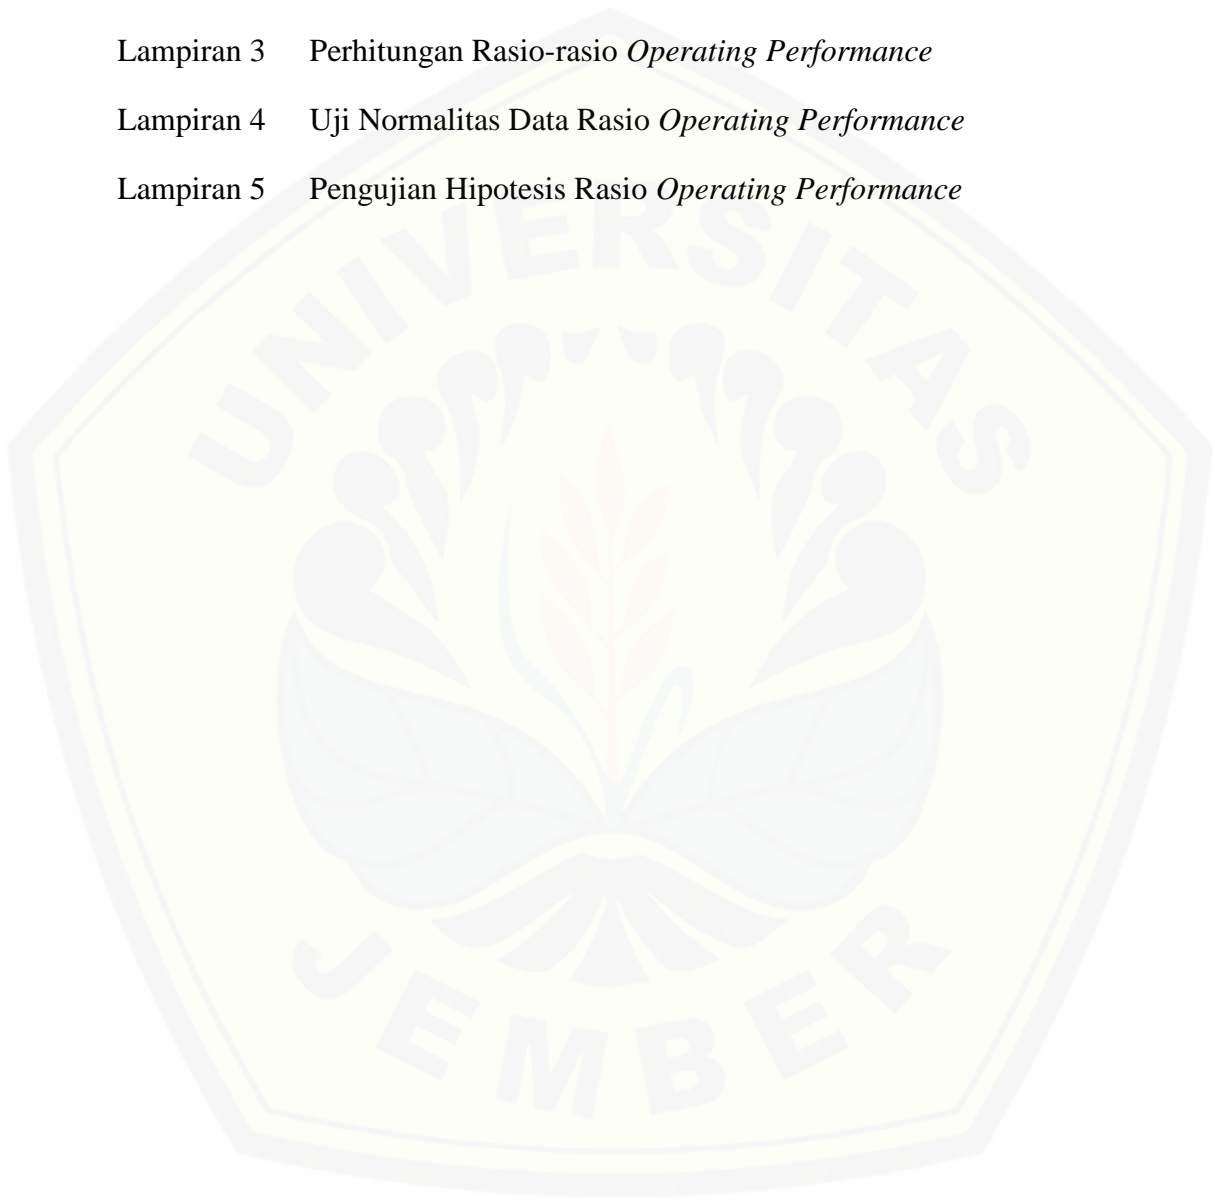 Lampiran 3 Perhitungan Rasio-rasio Operating Performance
Lampiran 4 Uji Normalitas Data Rasio Operating Performance
Lampiran 5 Pengujian Hipotesis Rasio Operating Performance
UNIVERSITAS
JEMBER